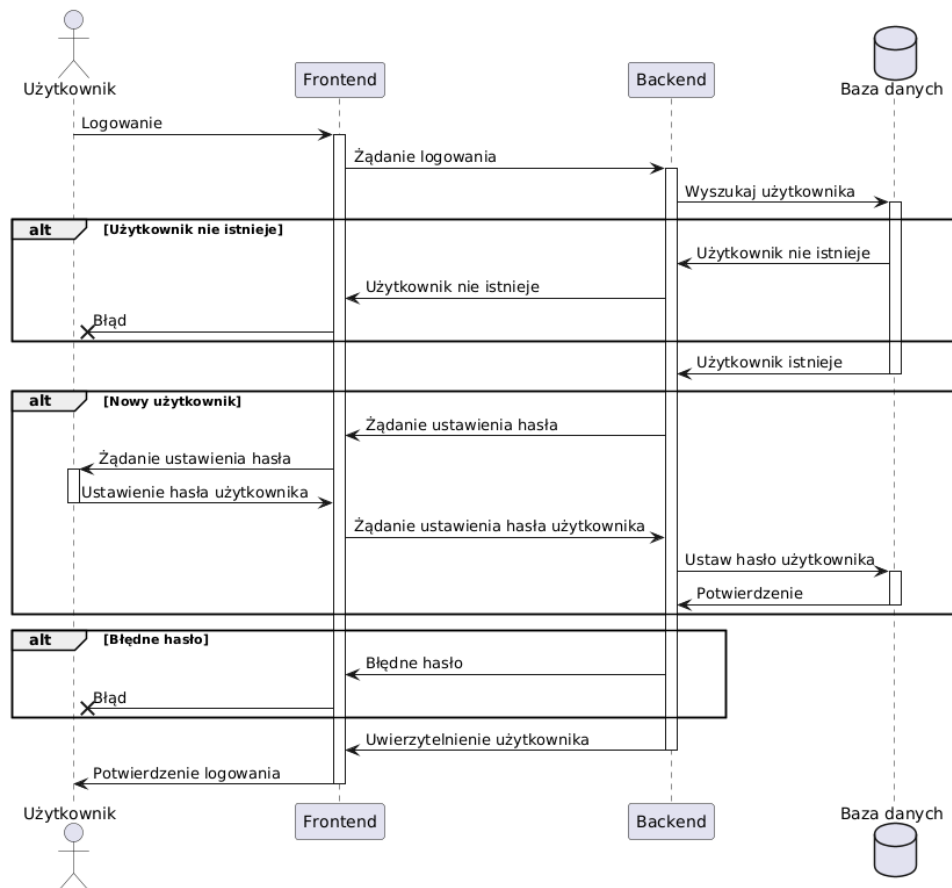 Użytkownik
Frontend
Backend
Baza danych
Logowanie
Żądanie logowania
Wyszukaj użytkownika
alt [Użytkownik nie istnieje]
Użytkownik nie istnieje
Użytkownik nie istnieje
Błąd
Użytkownik istnieje
alt [Nowy użytkownik]
Żądanie ustawienia hasła
Żądanie ustawienia hasła
Ustawienie hasła użytkownika
Żądanie ustawienia hasła użytkownika
Ustaw hasło użytkownika
Potwierdzenie
alt [Błędne hasło]
Błędne hasło
Błąd
Uwierzytelnienie użytkownika
Potwierdzenie logowania
Użytkownik
Frontend
Backend
Baza danych